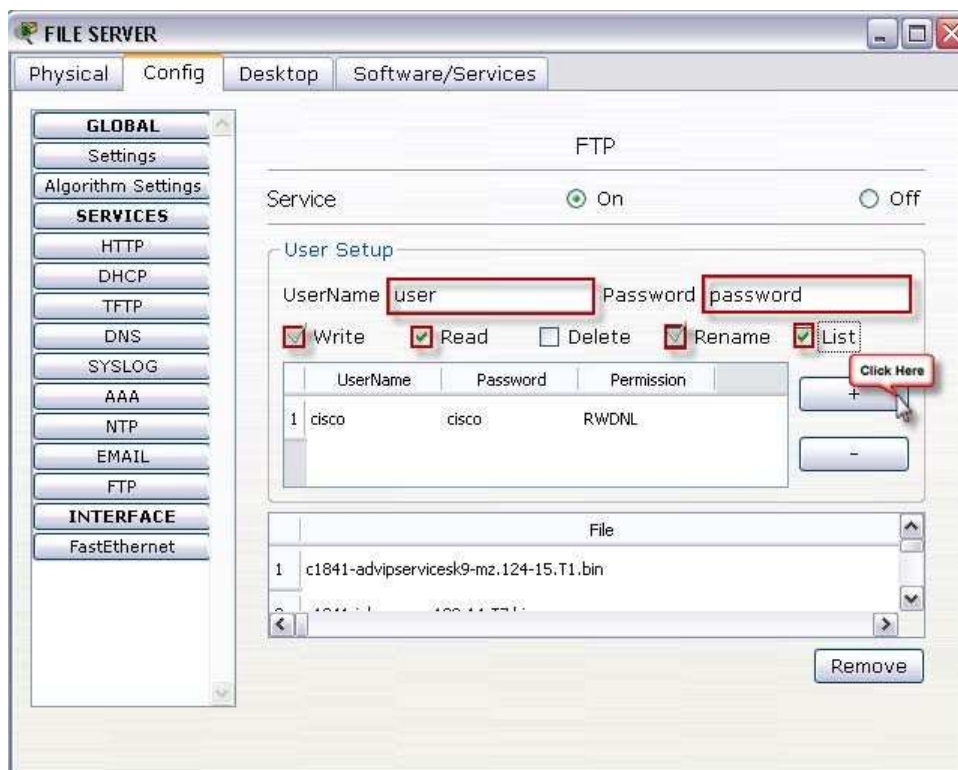 FILE SERVER
Physical Config Desktop Software/Services
GLOBAL
Settings
Algorithm Settings
SERVICES
HTTP
DHCP
TFTP
DNS
SYSLOG
AAA
NTP
EMAIL
FTP
INTERFACE
FastEthernet
FTP
Service On Off
User Setup
UserName user Password password
Write Read Delete Rename List
Click Here
UserName Password Permission
1 cisco cisco RWDNL
+
-
File
1 c1841-advipservicesk9-mz.124-15.T1.bin
Remove